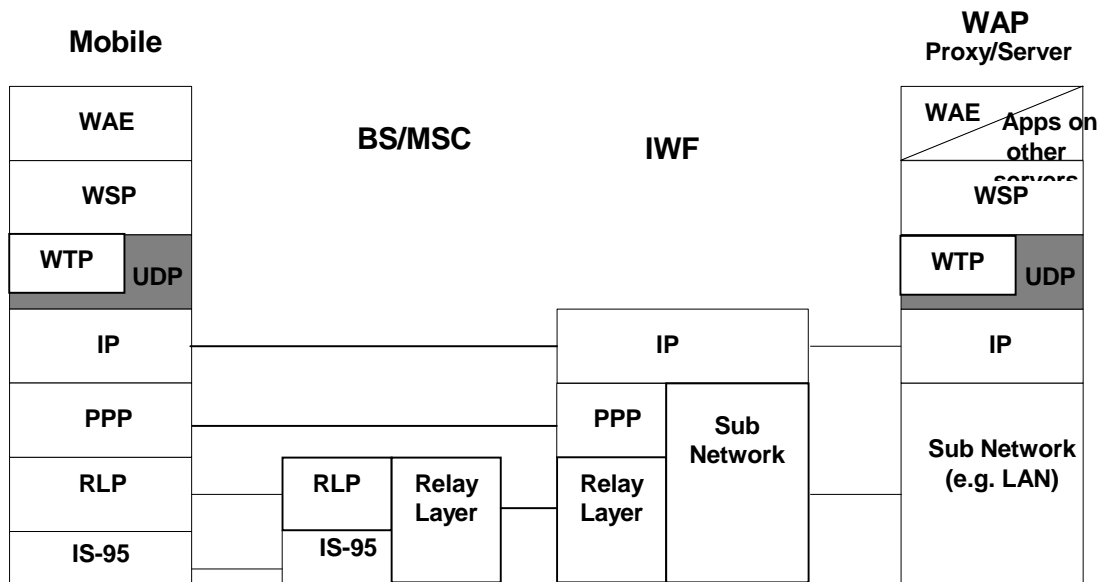 Mobile
WAP
Proxy/Server
BS/MSC
IWF
WAE
WSP
WTP
UDP
IP
PPP
RLP
IS-95
RLP
IS-95
Relay
Layer
IP
PPP
Relay
Layer
Sub
Network
WAE
Apps on
other
servers
WSP
WTP
UDP
IP
Sub Network
(e.g. LAN)